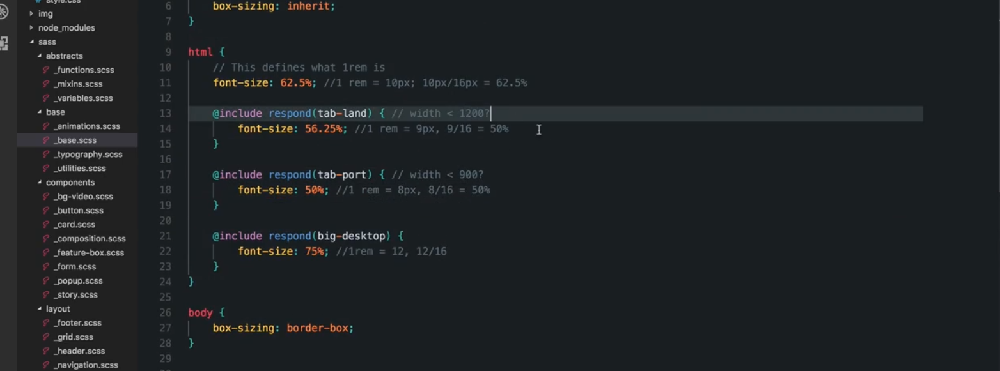 style.css
img
node_modules
sass
abstracts
_functions.scss
_mixins.scss
_variables.scss
base
_animations.scss
_base.scss
_typography.scss
_utilities.scss
components
_bg-video.scss
_button.scss
_card.scss
_composition.scss
_feature-box.scss
_form.scss
_popup.scss
_story.scss
layout
_footer.scss
_grid.scss
_header.scss
_navigation.scss
6 box-sizing: inherit;
7 }
8
9 html {
10 // This defines what 1rem is
11 font-size: 62.5%; //1 rem = 10px; 10px/16px = 62.5%
12
13 @include respond(tab-land) { // width < 1200?
14 font-size: 56.25%; //1 rem = 9px, 9/16 = 50%
15 }
16
17 @include respond(tab-port) { // width < 900?
18 font-size: 50%; //1 rem = 8px, 8/16 = 50%
19 }
20
21 @include respond(big-desktop) {
22 font-size: 75%; //1rem = 12, 12/16
23 }
24 }
25
26 body {
27 box-sizing: border-box;
28 }
29